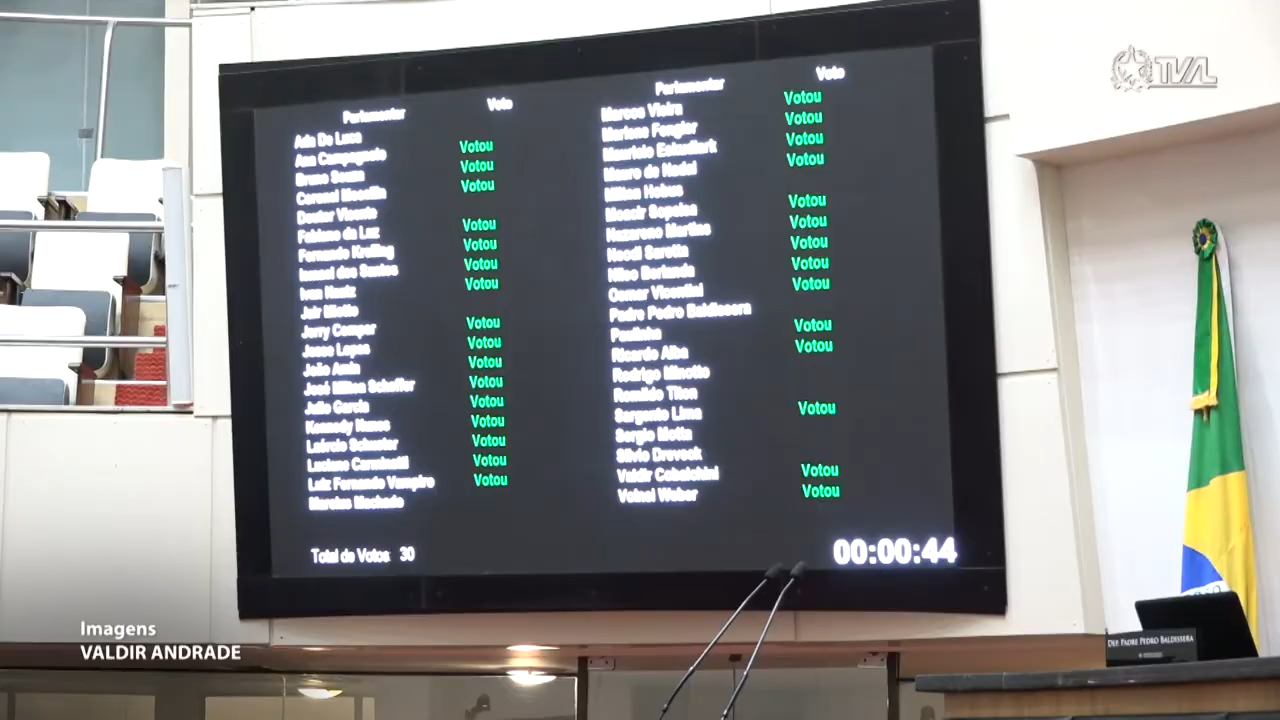 TVAL
Parlamentar Voto
Ada De Luca
Ana Campagnolo Votou
Bruno Souza Votou
Coronel Mocellin Votou
Doutor Vicente
Fabiano da Luz Votou
Fernando Krelling Votou
Ismael dos Santos Votou
Ivan Naatz Votou
Jair Miotto
Jerry Comper Votou
Jesse Lopes Votou
João Amin Votou
José Milton Scheffer Votou
Julio Garcia Votou
Kennedy Nunes Votou
Laércio Schuster Votou
Luciane Carminatti Votou
Luiz Fernando Vampiro Votou
Marcius Machado
Total de Votos: 30
Parlamentar Voto
Marcos Vieira Votou
Marlene Fengler Votou
Maurício Eskudlark Votou
Mauro de Nadal Votou
Milton Hobus
Moacir Sopelsa Votou
Nazareno Martins Votou
Neodi Saretta Votou
Nilso Berlanda Votou
Osmar Vicentini Votou
Padre Pedro Baldissera
Paulinha Votou
Ricardo Alba Votou
Rodrigo Minotto
Romildo Titon
Sargento Lima Votou
Sergio Motta
Silvio Dreveck
Valdir Cobalchini Votou
Volnei Weber Votou
00:00:44
DEP. PADRE PEDRO BALDISSERA
Imagens
VALDIR ANDRADE